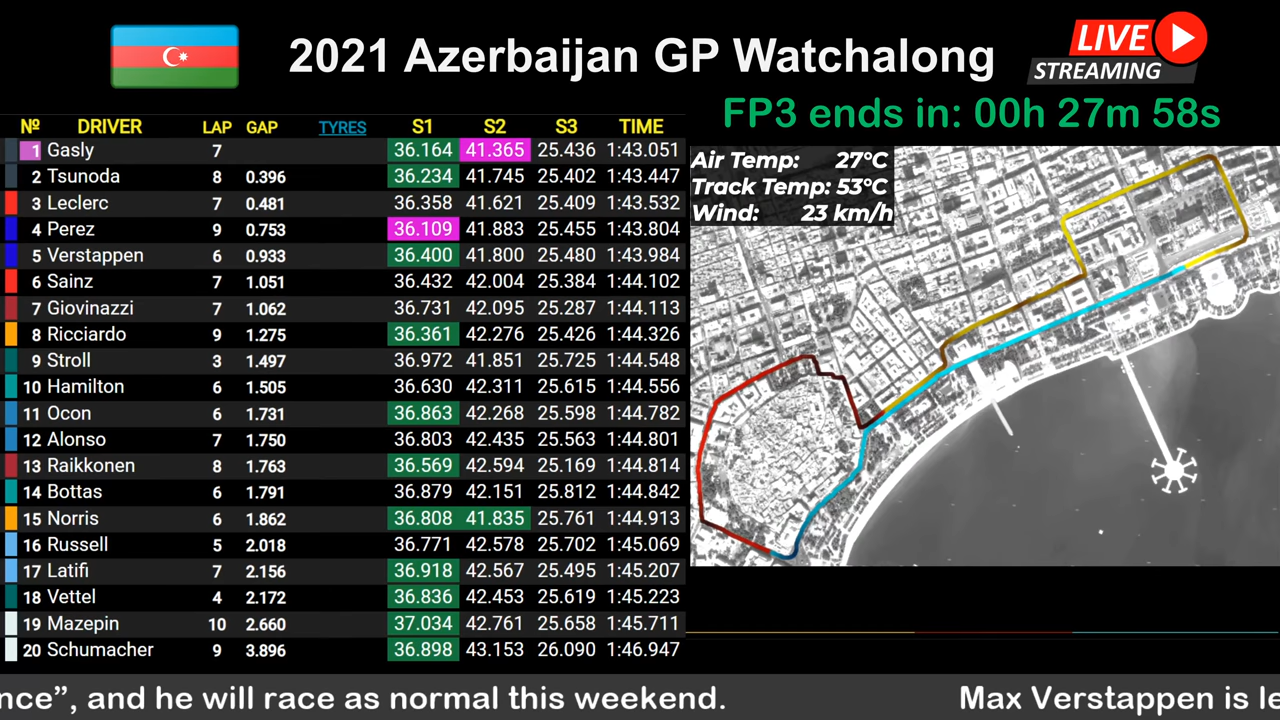 2021 Azerbaijan GP Watchalong
LIVE
STREAMING
FP3 ends in: 00h 27m 58s
Nº DRIVER LAP GAP TYRES S1 S2 S3 TIME
1 Gasly 7 36.164 41.365 25.436 1:43.051
2 Tsunoda 8 0.396 36.234 41.745 25.402 1:43.447
3 Leclerc 7 0.481 36.358 41.621 25.409 1:43.532
4 Perez 9 0.753 36.109 41.883 25.455 1:43.804
5 Verstappen 6 0.933 36.400 41.800 25.480 1:43.984
6 Sainz 7 1.051 36.432 42.004 25.384 1:44.102
7 Giovinazzi 7 1.062 36.731 42.095 25.287 1:44.113
8 Ricciardo 9 1.275 36.361 42.276 25.426 1:44.326
9 Stroll 3 1.497 36.972 41.851 25.725 1:44.548
10 Hamilton 6 1.505 36.630 42.311 25.615 1:44.556
11 Ocon 6 1.731 36.863 42.268 25.598 1:44.782
12 Alonso 7 1.750 36.803 42.435 25.563 1:44.801
13 Raikkonen 8 1.763 36.569 42.594 25.169 1:44.814
14 Bottas 6 1.791 36.879 42.151 25.812 1:44.842
15 Norris 6 1.862 36.808 41.835 25.761 1:44.913
16 Russell 5 2.018 36.771 42.578 25.702 1:45.069
17 Latifi 7 2.156 36.918 42.567 25.495 1:45.207
18 Vettel 4 2.172 36.836 42.453 25.619 1:45.223
19 Mazepin 10 2.660 37.034 42.761 25.658 1:45.711
20 Schumacher 9 3.896 36.898 43.153 26.090 1:46.947
Air Temp: 27°C
Track Temp: 53°C
Wind: 23 km/h
nce”, and he will race as normal this weekend. Max Verstappen is le